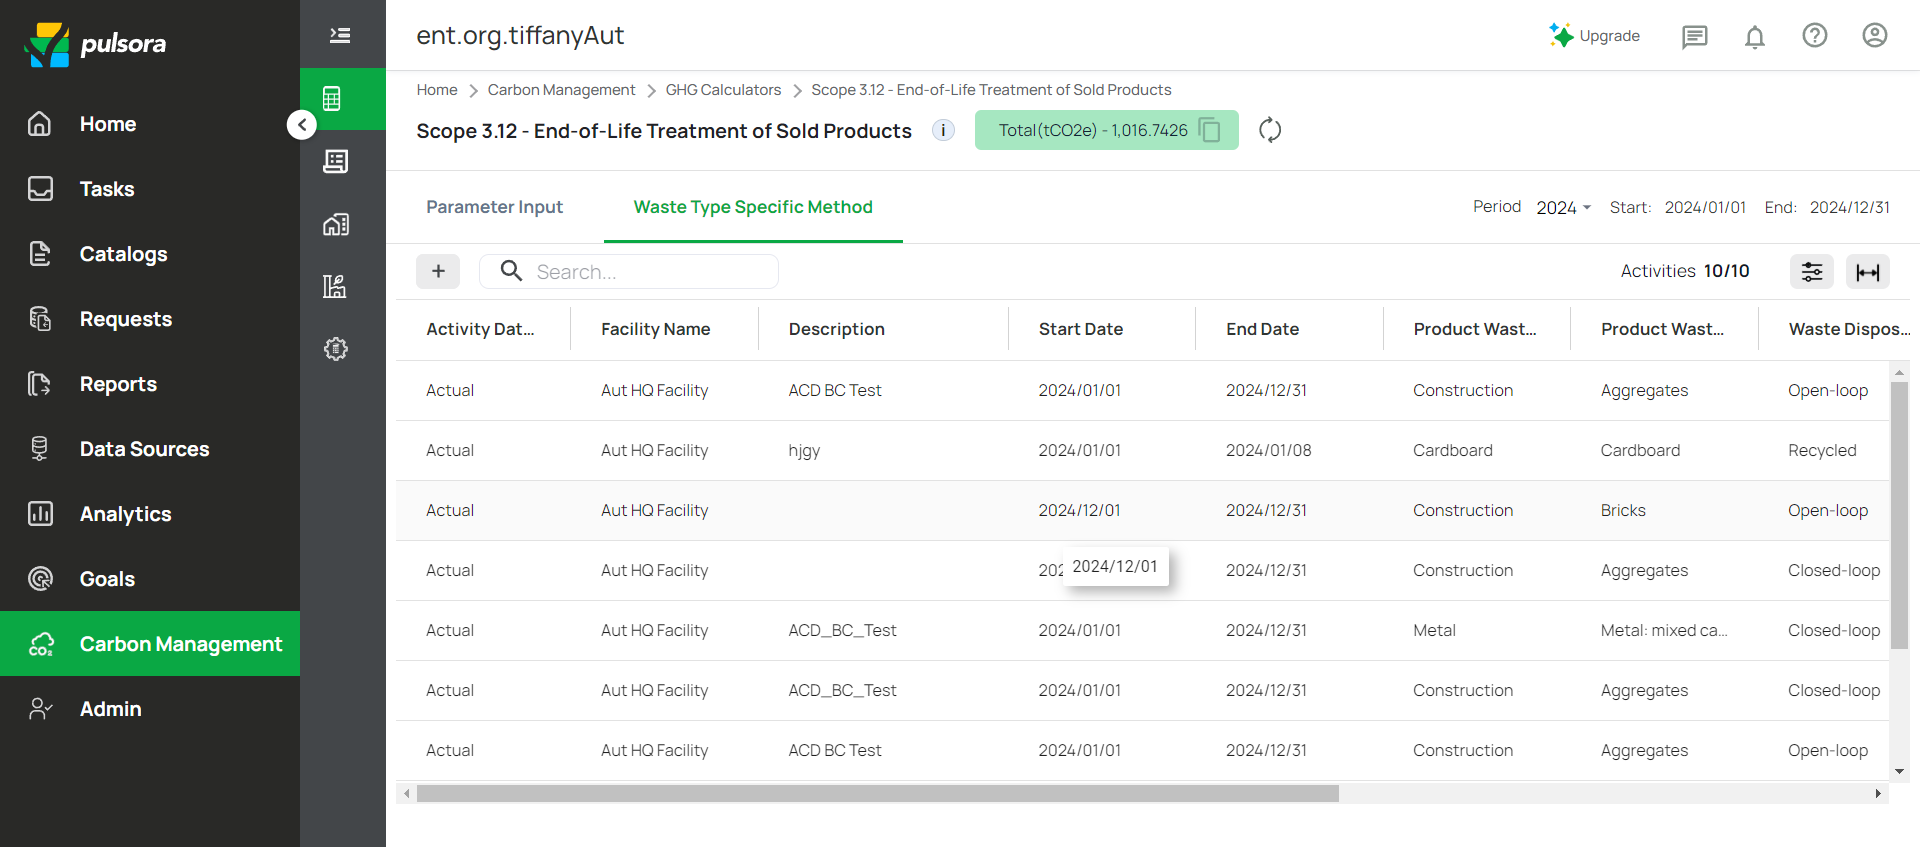 pulsora
Home
Tasks
Catalogs
Requests
Reports
Data Sources
Analytics
Goals
Carbon Management
Admin
ent.org.tiffanyAut
Upgrade
Home > Carbon Management > GHG Calculators > Scope 3.12 - End-of-Life Treatment of Sold Products
Scope 3.12 - End-of-Life Treatment of Sold Products
Total(tCO2e) - 1,016.7426
Parameter Input Waste Type Specific Method
Period 2024 Start: 2024/01/01 End: 2024/12/31
+ Search...
Activities 10/10
Activity Dat... Facility Name Description Start Date End Date Product Wast... Product Wast... Waste Dispos...
Actual Aut HQ Facility ACD BC Test 2024/01/01 2024/12/31 Construction Aggregates Open-loop
Actual Aut HQ Facility hjgy 2024/01/01 2024/01/08 Cardboard Cardboard Recycled
Actual Aut HQ Facility 2024/12/01 2024/12/31 Construction Bricks Open-loop
Actual Aut HQ Facility 202 2024/12/31 Construction Aggregates Closed-loop
2024/12/01
Actual Aut HQ Facility ACD_BC_Test 2024/01/01 2024/12/31 Metal Metal: mixed ca... Closed-loop
Actual Aut HQ Facility ACD_BC_Test 2024/01/01 2024/12/31 Construction Aggregates Closed-loop
Actual Aut HQ Facility ACD BC Test 2024/01/01 2024/12/31 Construction Aggregates Open-loop